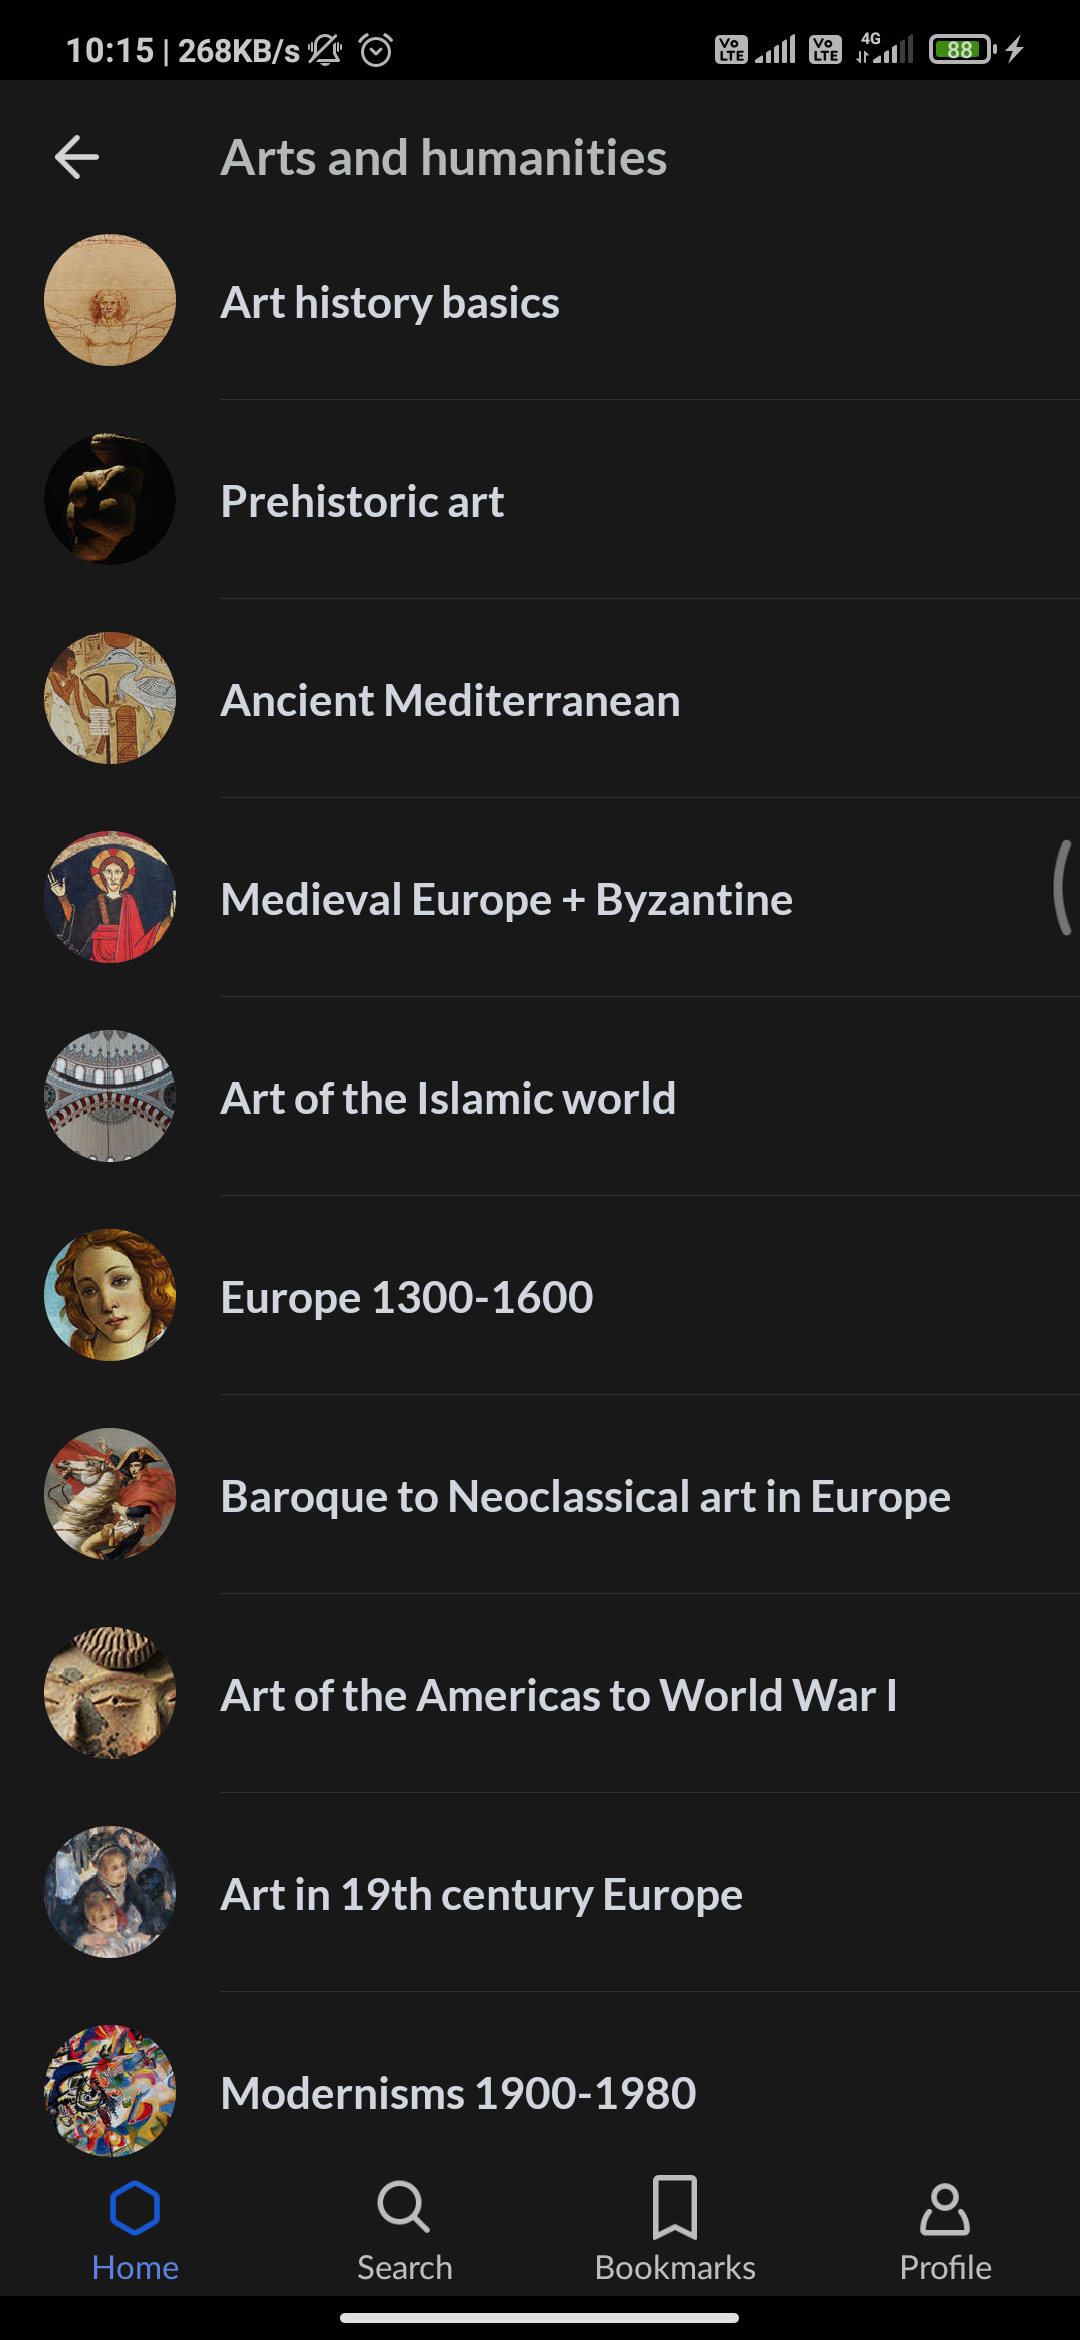 10:15 | 268KB/s
Vo LTE
Vo LTE
4G
88
Arts and humanities
Art history basics
Prehistoric art
Ancient Mediterranean
Medieval Europe + Byzantine
Art of the Islamic world
Europe 1300-1600
Baroque to Neoclassical art in Europe
Art of the Americas to World War I
Art in 19th century Europe
Modernisms 1900-1980
Home
Search
Bookmarks
Profile